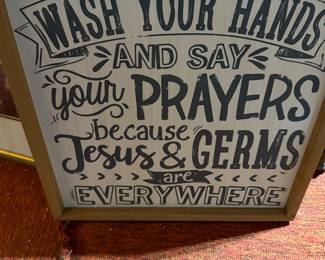 WASH YOUR HANDS
AND SAY
your PRAYERS
because
Jesus & GERMS
are
EVERYWHERE